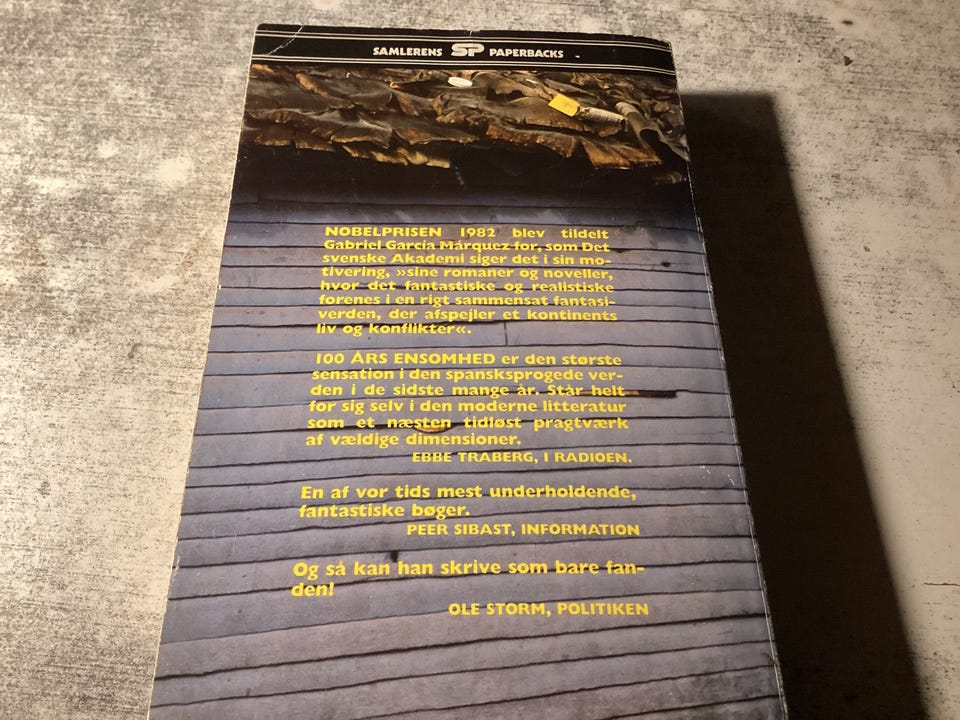 SAMLERENS SP PAPERBACKS
NOBELPRISEN 1982 blev tildelt
Gabriel García Márquez for, som Det
svenske Akademi siger det i sin mo-
tivering, »sine romaner og noveller,
hvor det fantastiske og realistiske
forenes i en rigt sammensat fantasi-
verden, der afspejler et kontinents
liv og konflikter«.
100 ÅRS ENSOMHED er den største
sensation i den spansksprogede ver-
den i de sidste mange år. Står helt
for sig selv i den moderne litteratur
som et næsten tidløst pragtværk
af vældige dimensioner.
EBBE TRABERG, I RADIOEN.
En af vor tids mest underholdende,
fantastiske bøger.
PEER SIBAST, INFORMATION
Og så kan han skrive som bare fan-
den!
OLE STORM, POLITIKEN